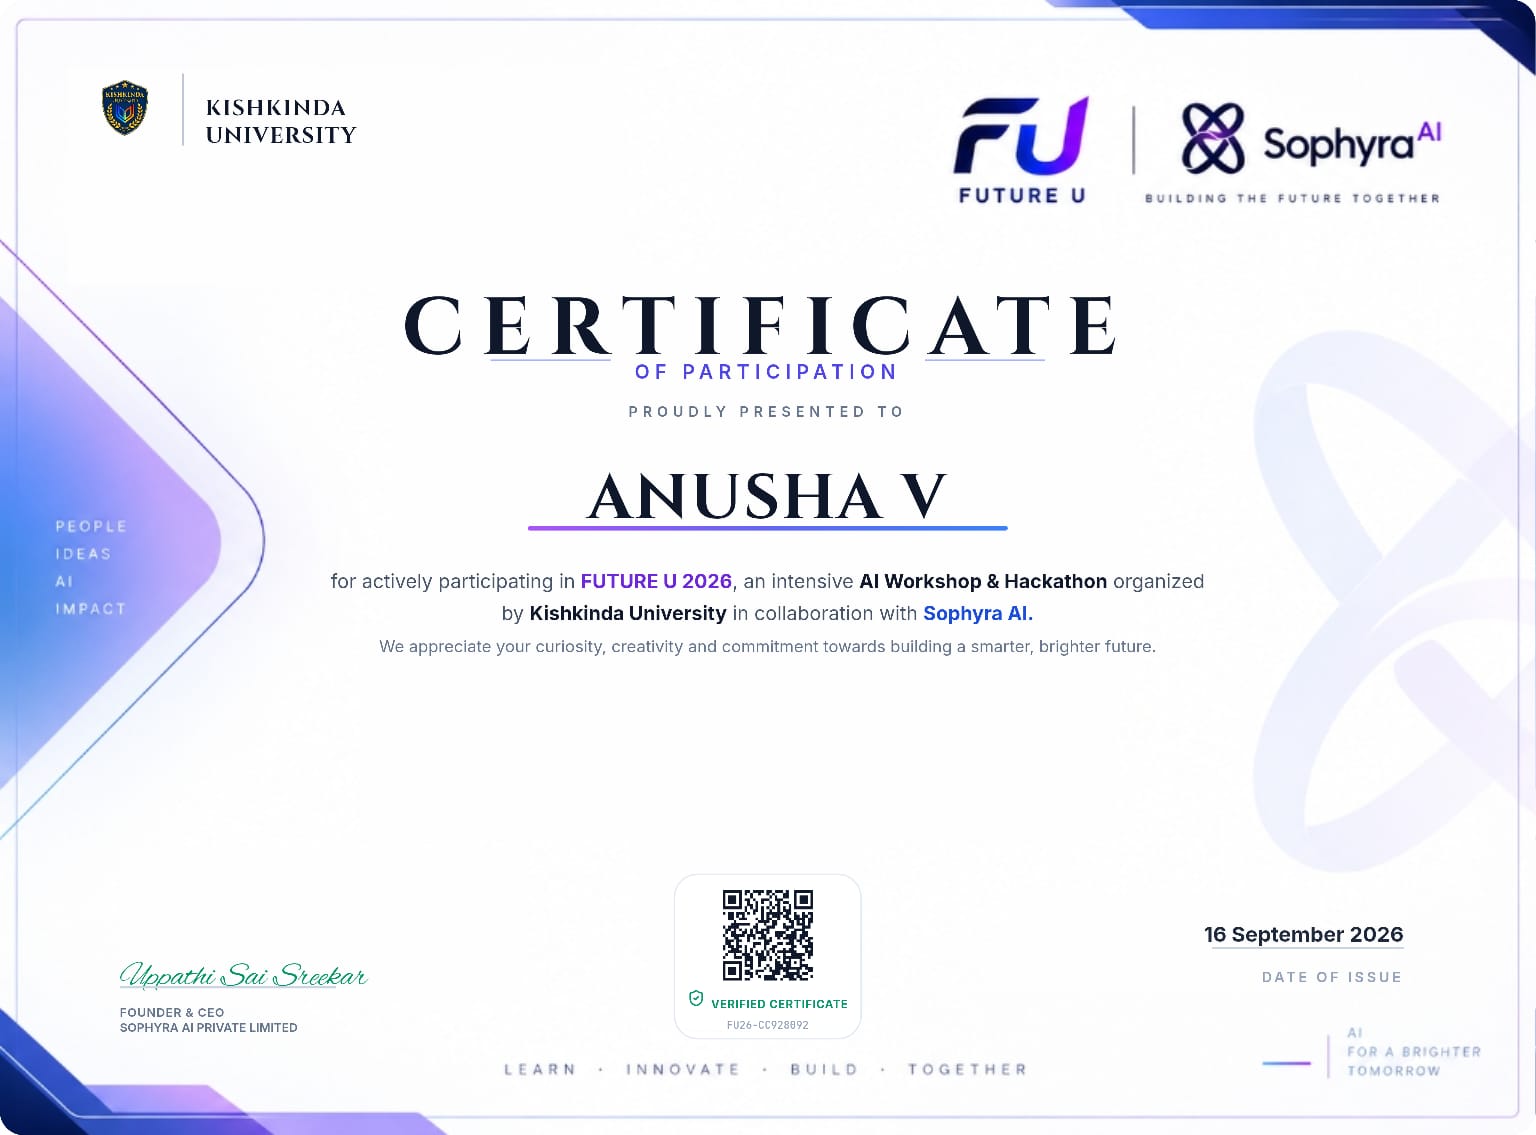 KISHKINDA
UNIVERSITY
KISHKINDA
FU
FUTURE U
Sophyra AI
BUILDING THE FUTURE TOGETHER
CERTIFICATE
OF PARTICIPATION
PROUDLY PRESENTED TO
ANUSHA V
PEOPLE
IDEAS
AI
IMPACT
for actively participating in FUTURE U 2026, an intensive AI Workshop & Hackathon organized
by Kishkinda University in collaboration with Sophyra AI.
We appreciate your curiosity, creativity and commitment towards building a smarter, brighter future.
Uppathi Sai Sreekar
FOUNDER & CEO
SOPHYRA AI PRIVATE LIMITED
VERIFIED CERTIFICATE
FU26-CC928092
16 September 2026
DATE OF ISSUE
AI
FOR A BRIGHTER
TOMORROW
LEARN · INNOVATE · BUILD · TOGETHER